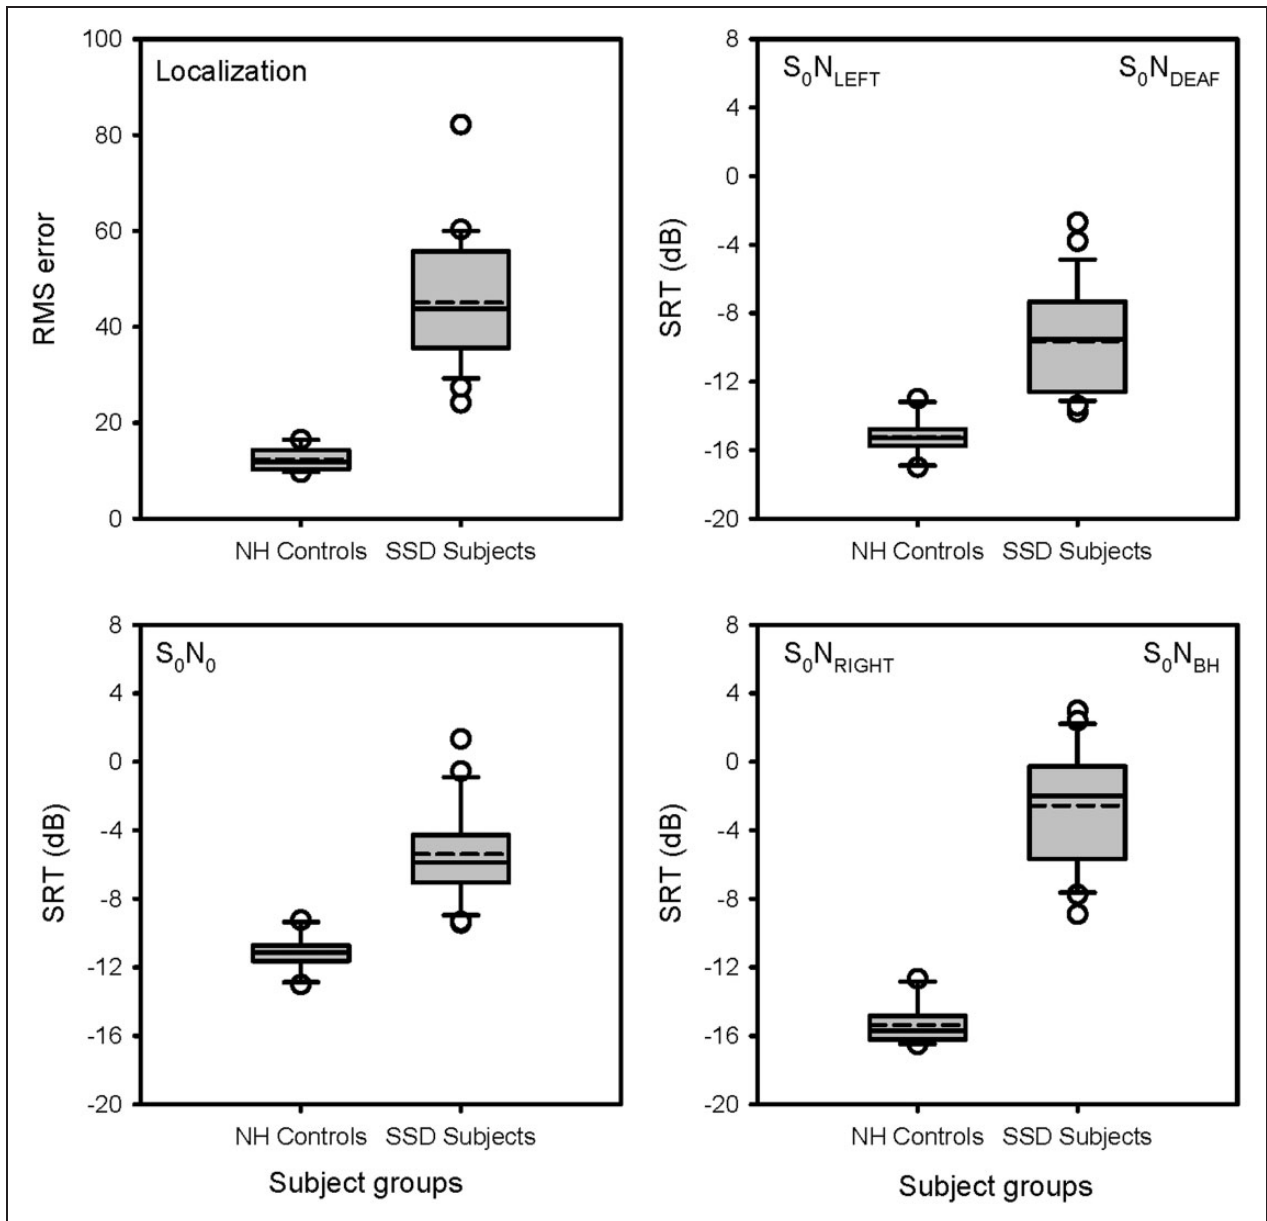 Localization
RMS error
100
80
60
40
20
0
NH Controls SSD Subjects
S0NLEFT S0NDEAF
SRT (dB)
8
4
0
-4
-8
-12
-16
-20
NH Controls SSD Subjects
S0N0
SRT (dB)
8
4
0
-4
-8
-12
-16
-20
NH Controls SSD Subjects
Subject groups
S0NRIGHT S0NBH
SRT (dB)
8
4
0
-4
-8
-12
-16
-20
NH Controls SSD Subjects
Subject groups